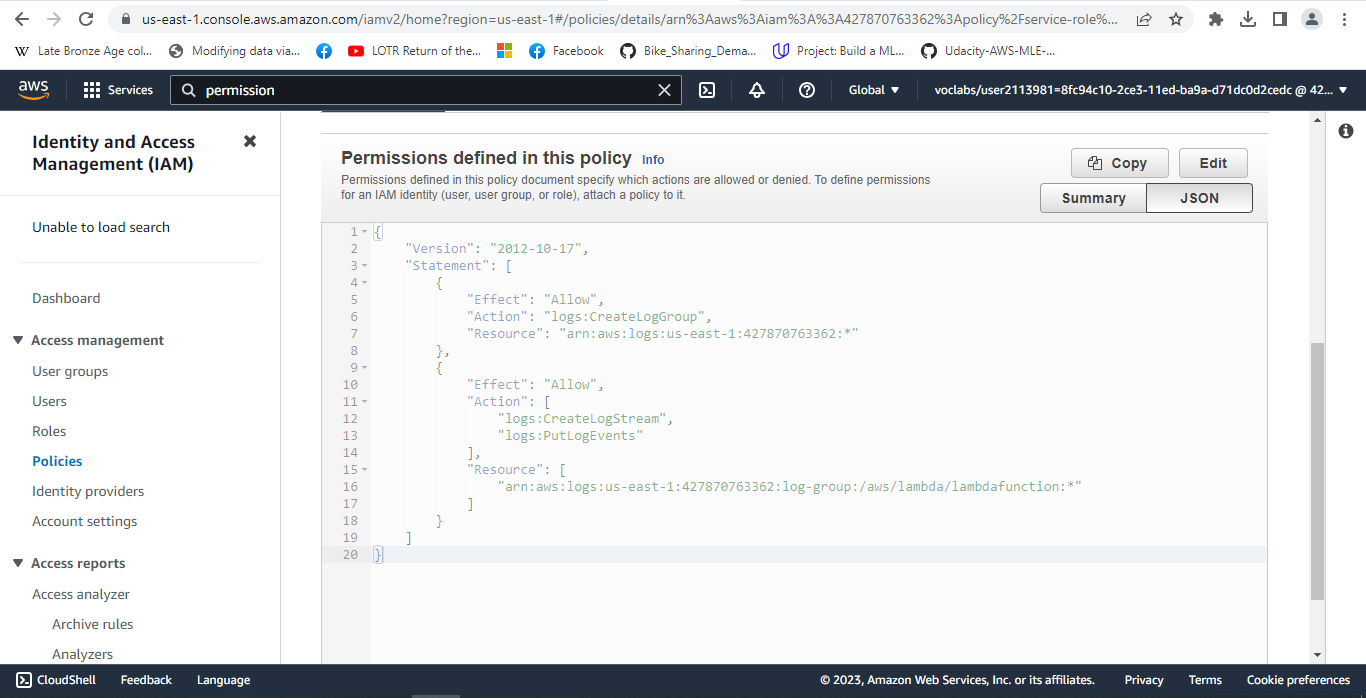 us-east-1.console.aws.amazon.com/iamv2/home?region=us-east-1#/policies/details/arn%3Aaws%3Aiam%3A%3A427870763362%3Apolicy%2Fservice-role%...
Late Bronze Age col...
Modifying data via...
LOTR Return of the...
Facebook
Bike_Sharing_Dema...
Project: Build a ML...
Udacity-AWS-MLE-...
aws
Services
permission
Global
voclabs/user2113981=8fc94c10-2ce3-11ed-ba9a-d71dc0d2cedc @ 42...
Identity and Access
Management (IAM)
Unable to load search
Dashboard
Access management
User groups
Users
Roles
Policies
Identity providers
Account settings
Access reports
Access analyzer
Archive rules
Analyzers
Permissions defined in this policy Info
Permissions defined in this policy document specify which actions are allowed or denied. To define permissions
for an IAM identity (user, user group, or role), attach a policy to it.
Copy
Edit
Summary
JSON
1 {
2 "Version": "2012-10-17",
3 "Statement": [
4 {
5 "Effect": "Allow",
6 "Action": "logs:CreateLogGroup",
7 "Resource": "arn:aws:logs:us-east-1:427870763362:*"
8 },
9 {
10 "Effect": "Allow",
11 "Action": [
12 "logs:CreateLogStream",
13 "logs:PutLogEvents"
14 ],
15 "Resource": [
16 "arn:aws:logs:us-east-1:427870763362:log-group:/aws/lambda/lambdafunction:*"
17 ]
18 }
19 ]
20 }
CloudShell
Feedback
Language
© 2023, Amazon Web Services, Inc. or its affiliates.
Privacy
Terms
Cookie preferences